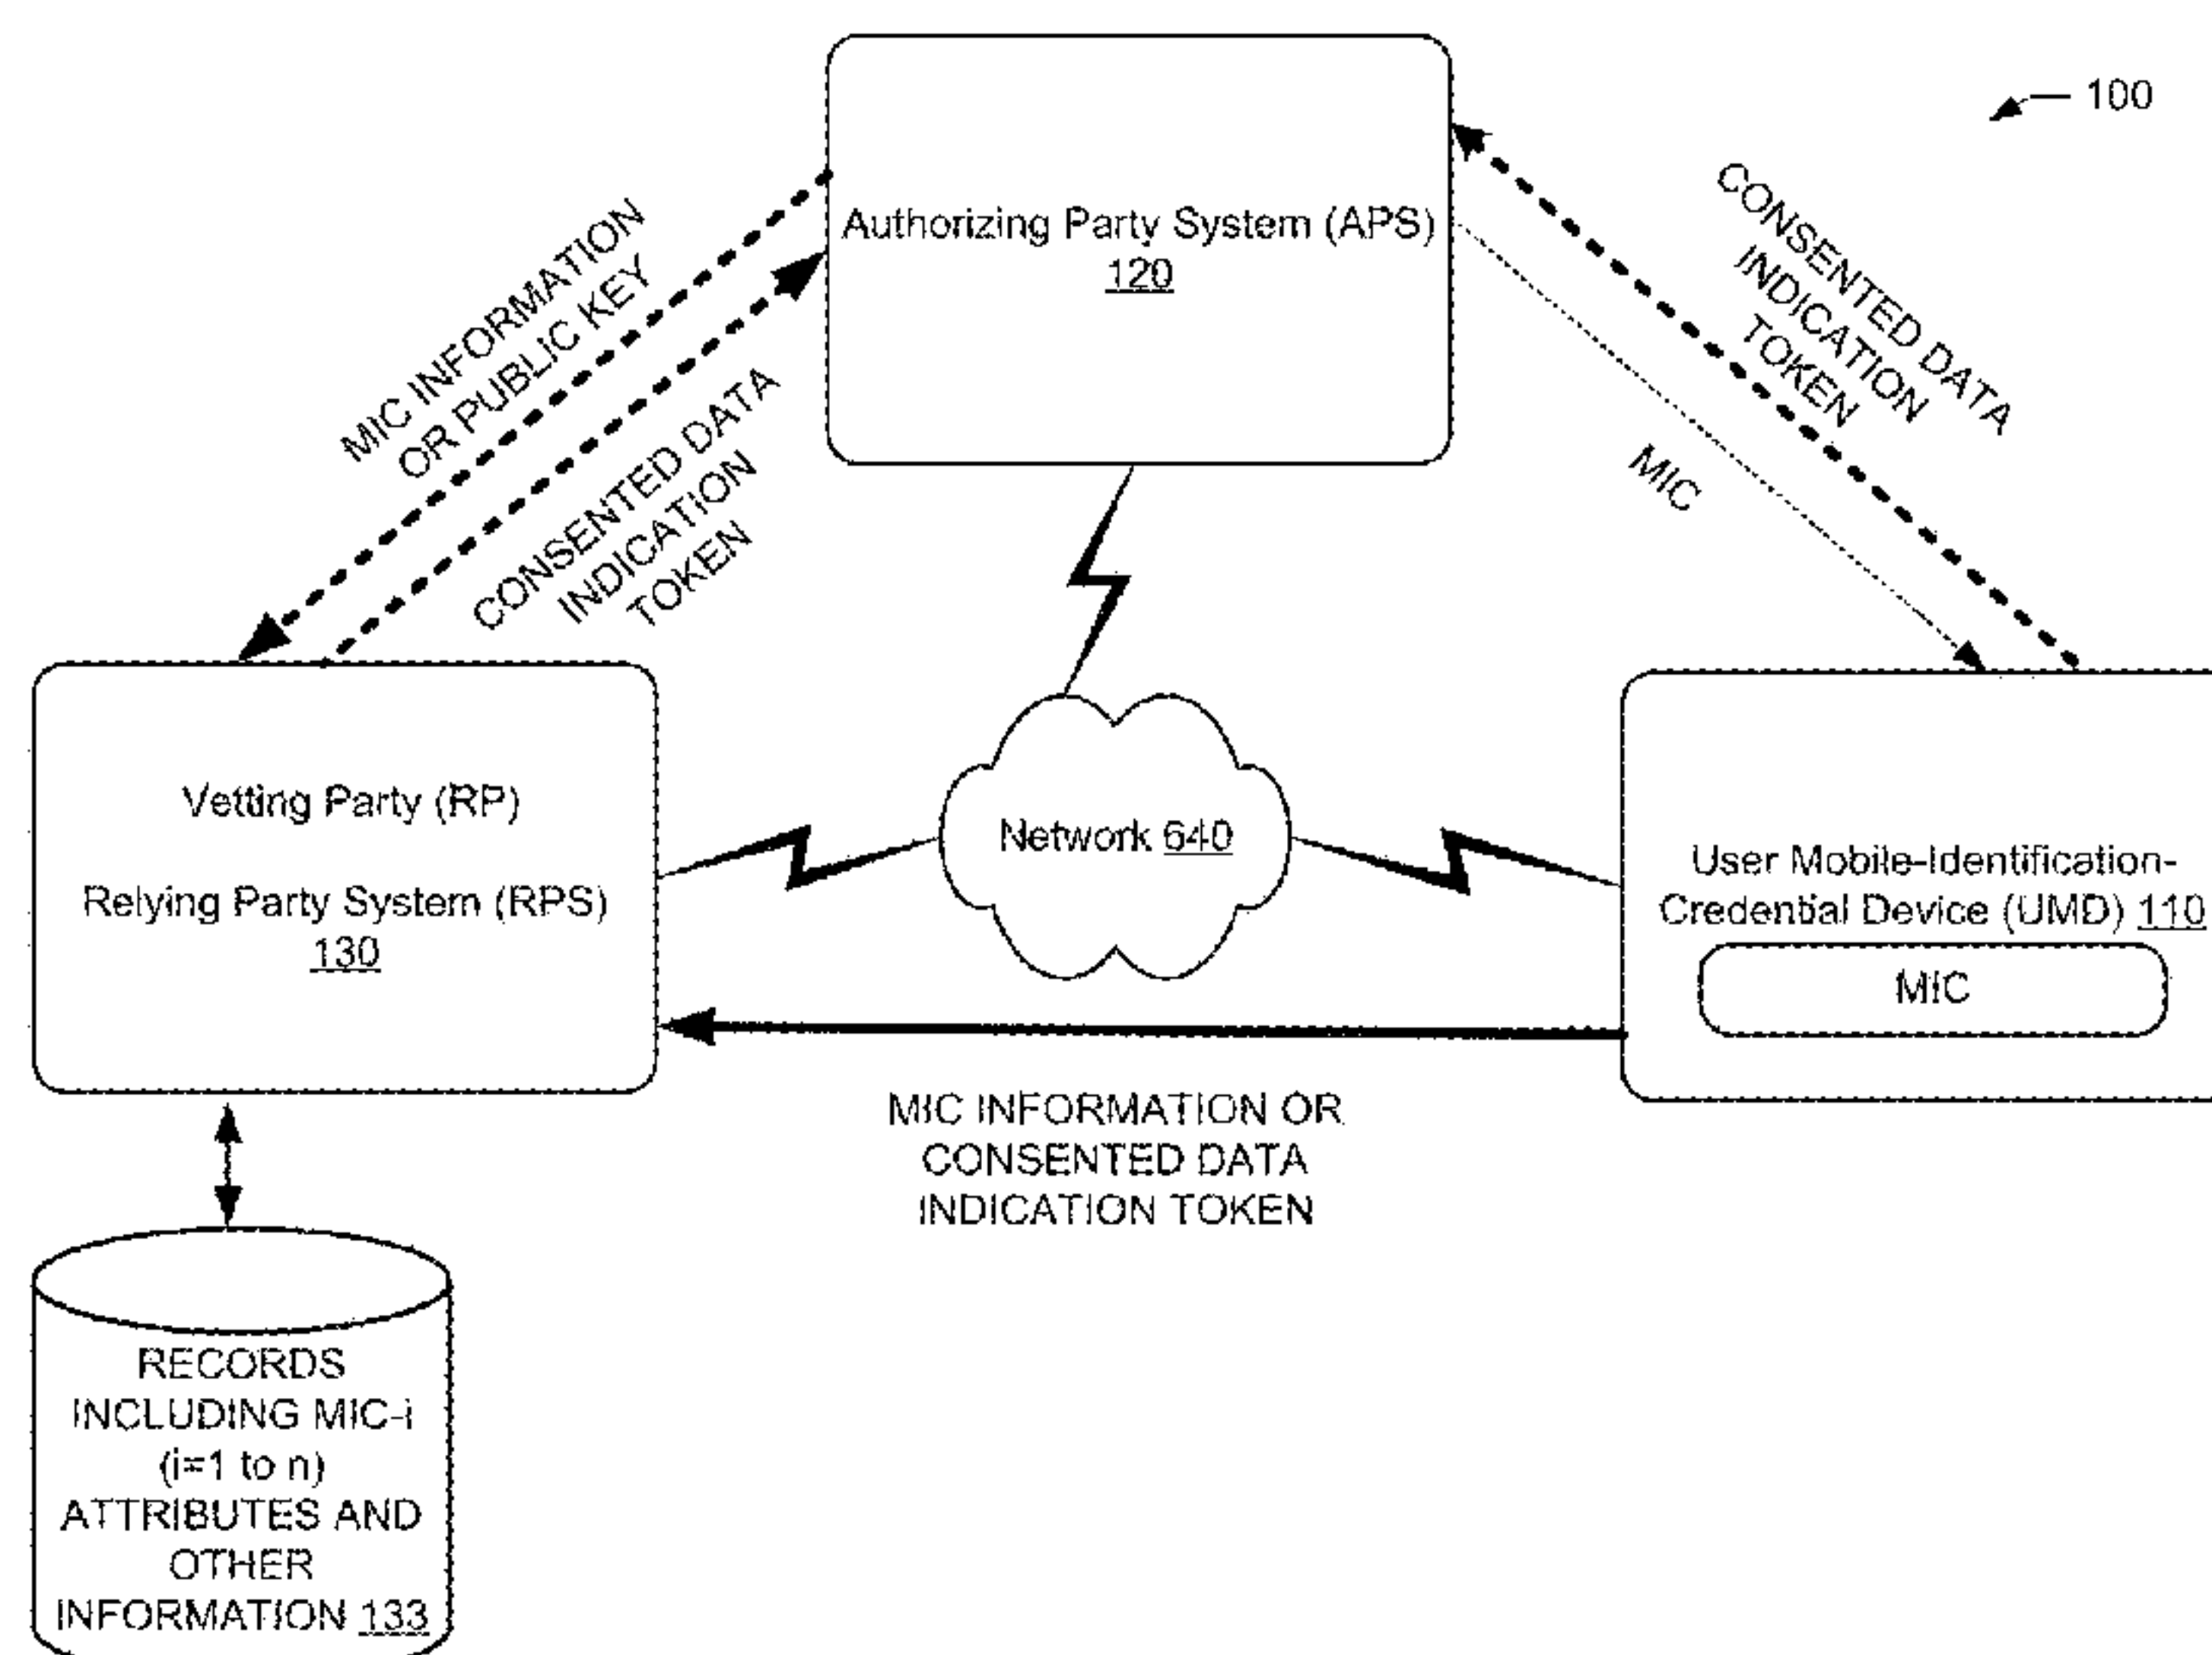 100
Authorizing Party System (APS)
120
MIC INFORMATION
OR PUBLIC KEY
CONSENTED DATA
INDICATION
TOKEN
CONSENTED DATA
INDICATION
TOKEN
MIC
Vetting Party (RP)
Relying Party System (RPS)
130
Network 640
User Mobile-Identification-
Credential Device (UMD) 110
MIC
MIC INFORMATION OR
CONSENTED DATA
INDICATION TOKEN
RECORDS
INCLUDING MIC-i
(i=1 to n)
ATTRIBUTES AND
OTHER
INFORMATION 133